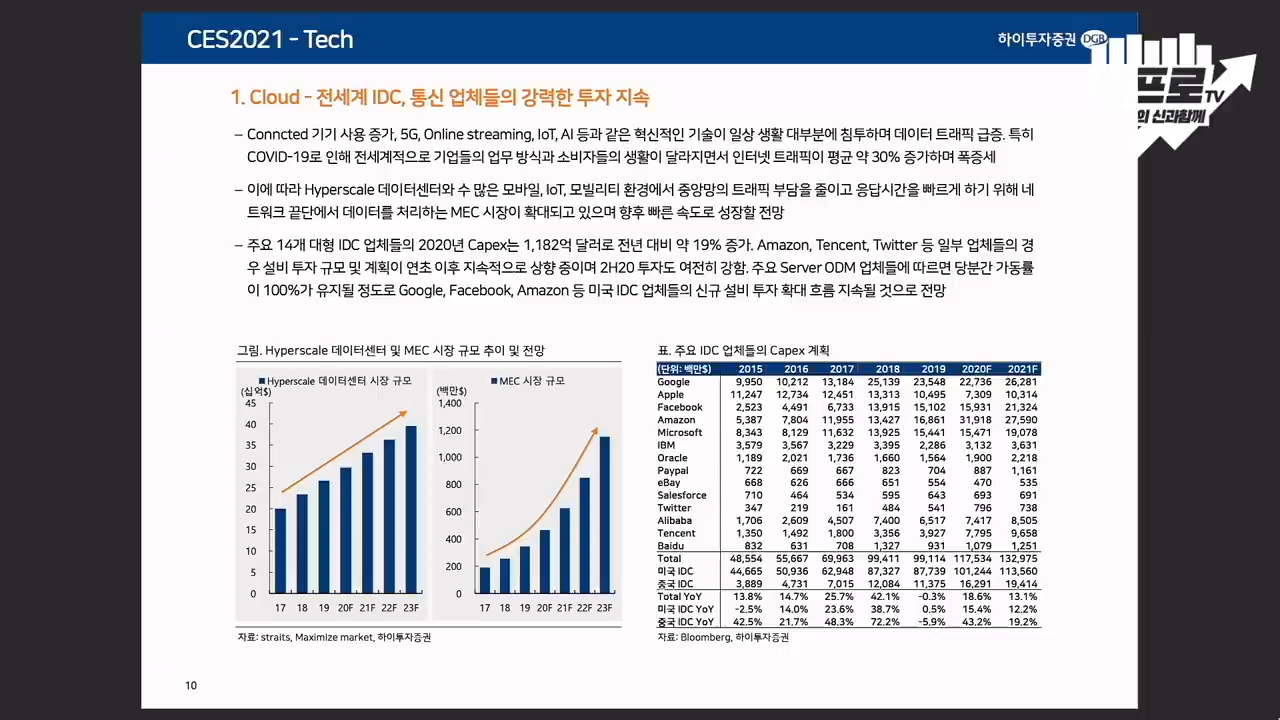 CES2021 - Tech
하이투자증권 DGB
프로TV
의 신과함께
1. Cloud - 전세계 IDC, 통신 업체들의 강력한 투자 지속
– Conncted 기기 사용 증가, 5G, Online streaming, IoT, AI 등과 같은 혁신적인 기술이 일상 생활 대부분에 침투하며 데이터 트래픽 급증. 특히
COVID-19로 인해 전세계적으로 기업들의 업무 방식과 소비자들의 생활이 달라지면서 인터넷 트래픽이 평균 약 30% 증가하며 폭증세
– 이에 따라 Hyperscale 데이터센터와 수 많은 모바일, IoT, 모빌리티 환경에서 중앙망의 트래픽 부담을 줄이고 응답시간을 빠르게 하기 위해 네
트워크 끝단에서 데이터를 처리하는 MEC 시장이 확대되고 있으며 향후 빠른 속도로 성장할 전망
– 주요 14개 대형 IDC 업체들의 2020년 Capex는 1,182억 달러로 전년 대비 약 19% 증가. Amazon, Tencent, Twitter 등 일부 업체들의 경
우 설비 투자 규모 및 계획이 연초 이후 지속적으로 상향 중이며 2H20 투자도 여전히 강함. 주요 Server ODM 업체들에 따르면 당분간 가동률
이 100%가 유지될 정도로 Google, Facebook, Amazon 등 미국 IDC 업체들의 신규 설비 투자 확대 흐름 지속될 것으로 전망
그림. Hyperscale 데이터센터 및 MEC 시장 규모 추이 및 전망
Hyperscale 데이터센터 시장 규모
(십억$)
45
40
35
30
25
20
15
10
5
0
17 18 19 20F 21F 22F 23F
MEC 시장 규모
(백만$)
1,400
1,200
1,000
800
600
400
200
0
17 18 19 20F 21F 22F 23F
자료: straits, Maximize market, 하이투자증권
표. 주요 IDC 업체들의 Capex 계획
(단위: 백만$) 2015 2016 2017 2018 2019 2020F 2021F
Google 9,950 10,212 13,184 25,139 23,548 22,736 26,281
Apple 11,247 12,734 12,451 13,313 10,495 7,309 10,314
Facebook 2,523 4,491 6,733 13,915 15,102 15,931 21,324
Amazon 5,387 7,804 11,955 13,427 16,861 31,918 27,590
Microsoft 8,343 8,129 11,632 13,925 15,441 15,471 19,078
IBM 3,579 3,567 3,229 3,395 2,286 3,132 3,631
Oracle 1,189 2,021 1,736 1,660 1,564 1,900 2,218
Paypal 722 669 667 823 704 887 1,161
eBay 668 626 666 651 554 470 535
Salesforce 710 464 534 595 643 693 691
Twitter 347 219 161 484 541 796 738
Alibaba 1,706 2,609 4,507 7,400 6,517 7,417 8,505
Tencent 1,350 1,492 1,800 3,356 3,927 7,795 9,658
Baidu 832 631 708 1,327 931 1,079 1,251
Total 48,554 55,667 69,963 99,411 99,114 117,534 132,975
미국 IDC 44,665 50,936 62,948 87,327 87,739 101,244 113,560
중국 IDC 3,889 4,731 7,015 12,084 11,375 16,291 19,414
Total YoY 13.8% 14.7% 25.7% 42.1% -0.3% 18.6% 13.1%
미국 IDC YoY -2.5% 14.0% 23.6% 38.7% 0.5% 15.4% 12.2%
중국 IDC YoY 42.5% 21.7% 48.3% 72.2% -5.9% 43.2% 19.2%
자료: Bloomberg, 하이투자증권
10